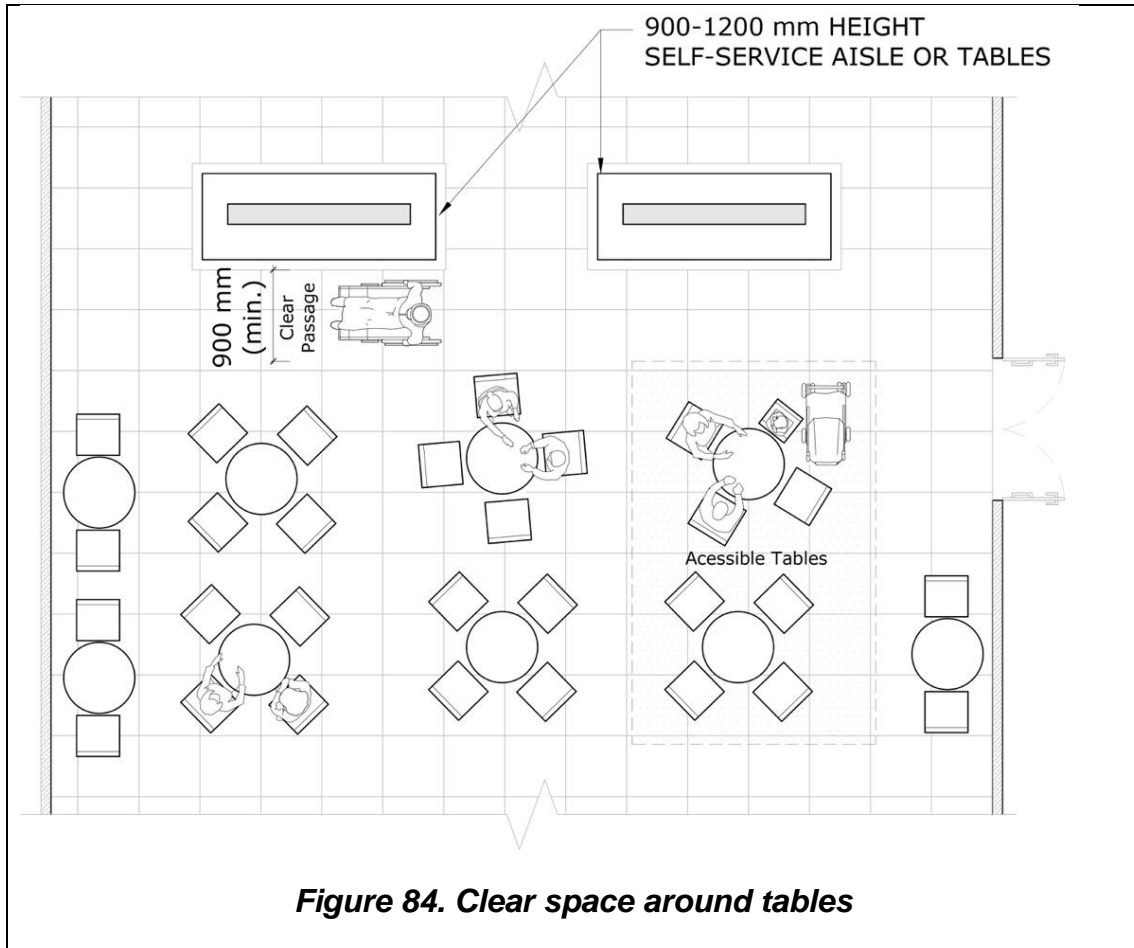 900-1200 mm HEIGHT
SELF-SERVICE AISLE OR TABLES
900 mm
(min.)
Clear
Passage
Acessible Tables
Figure 84. Clear space around tables